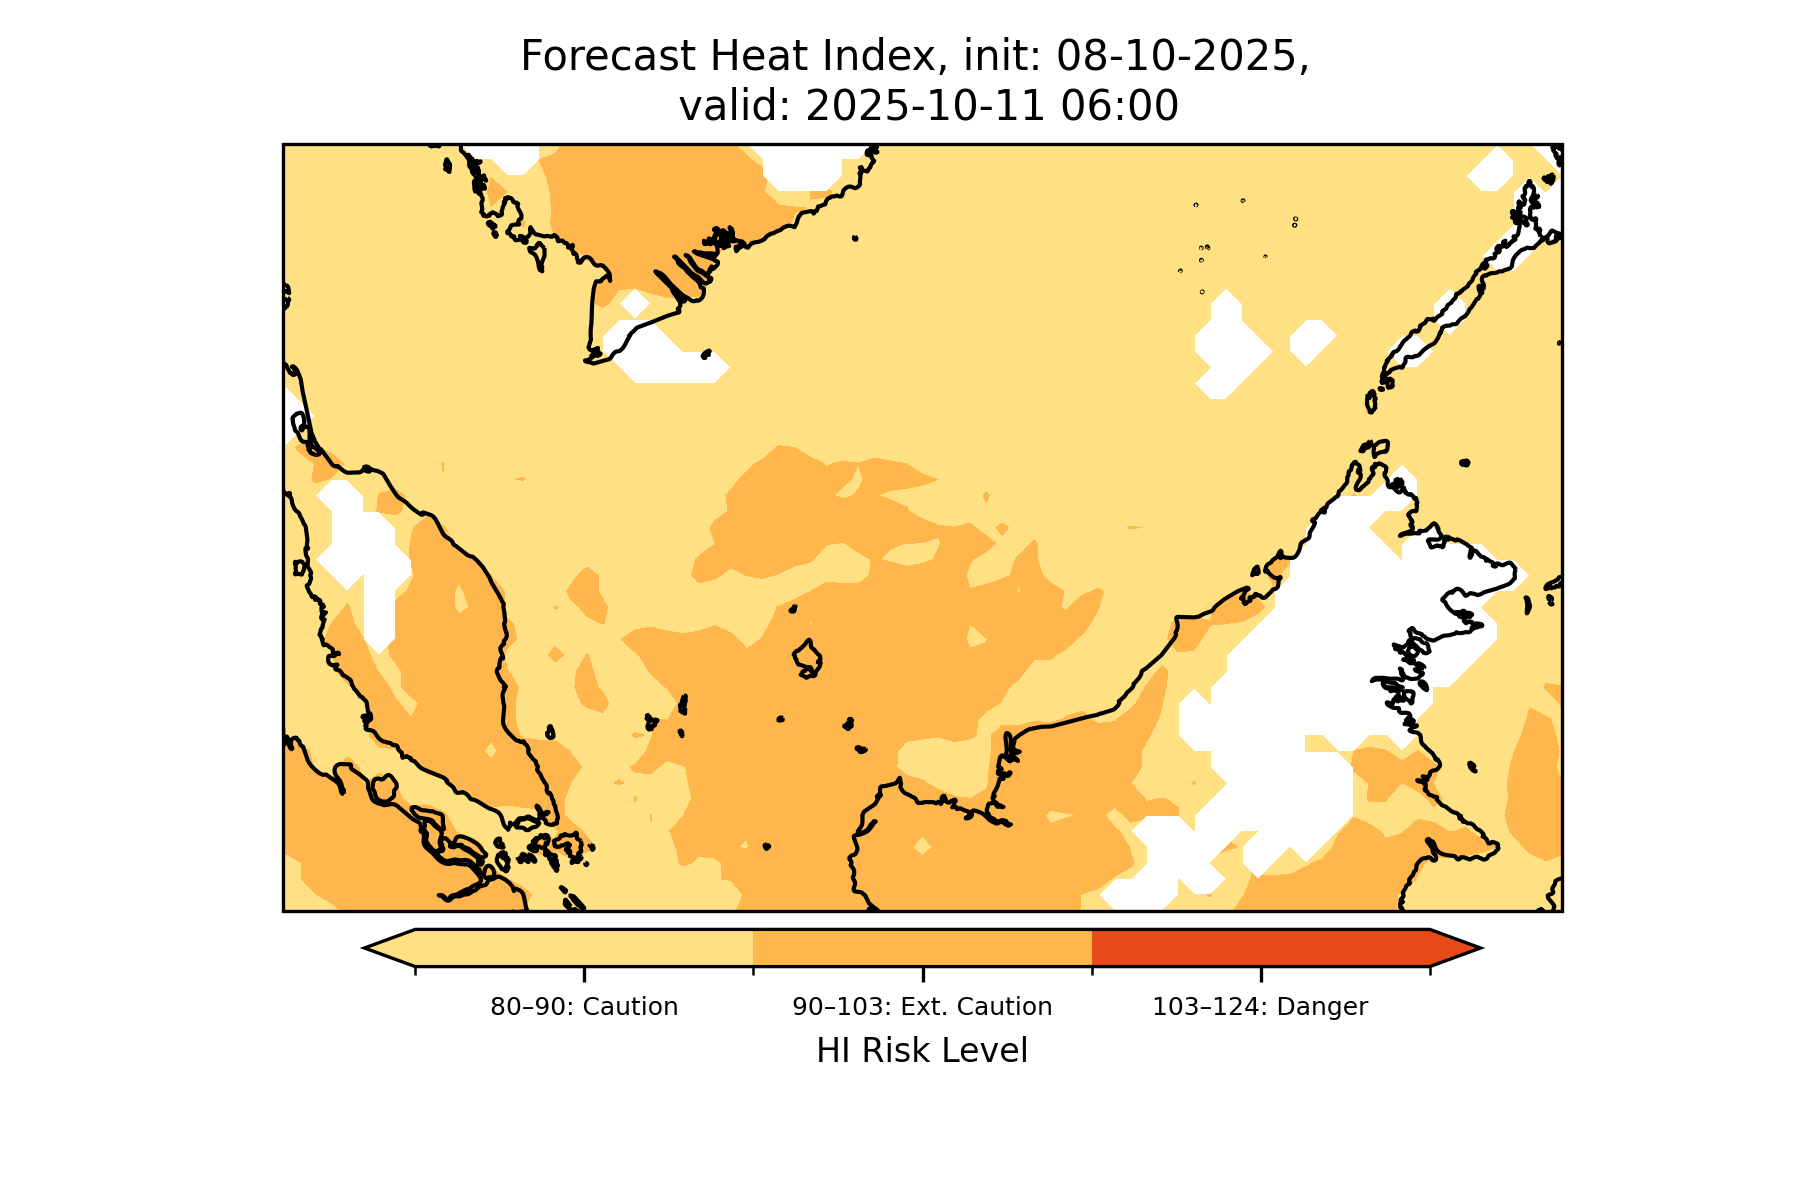 Forecast Heat Index, init: 08-10-2025,
valid: 2025-10-11 06:00
80–90: Caution
90–103: Ext. Caution
103–124: Danger
HI Risk Level